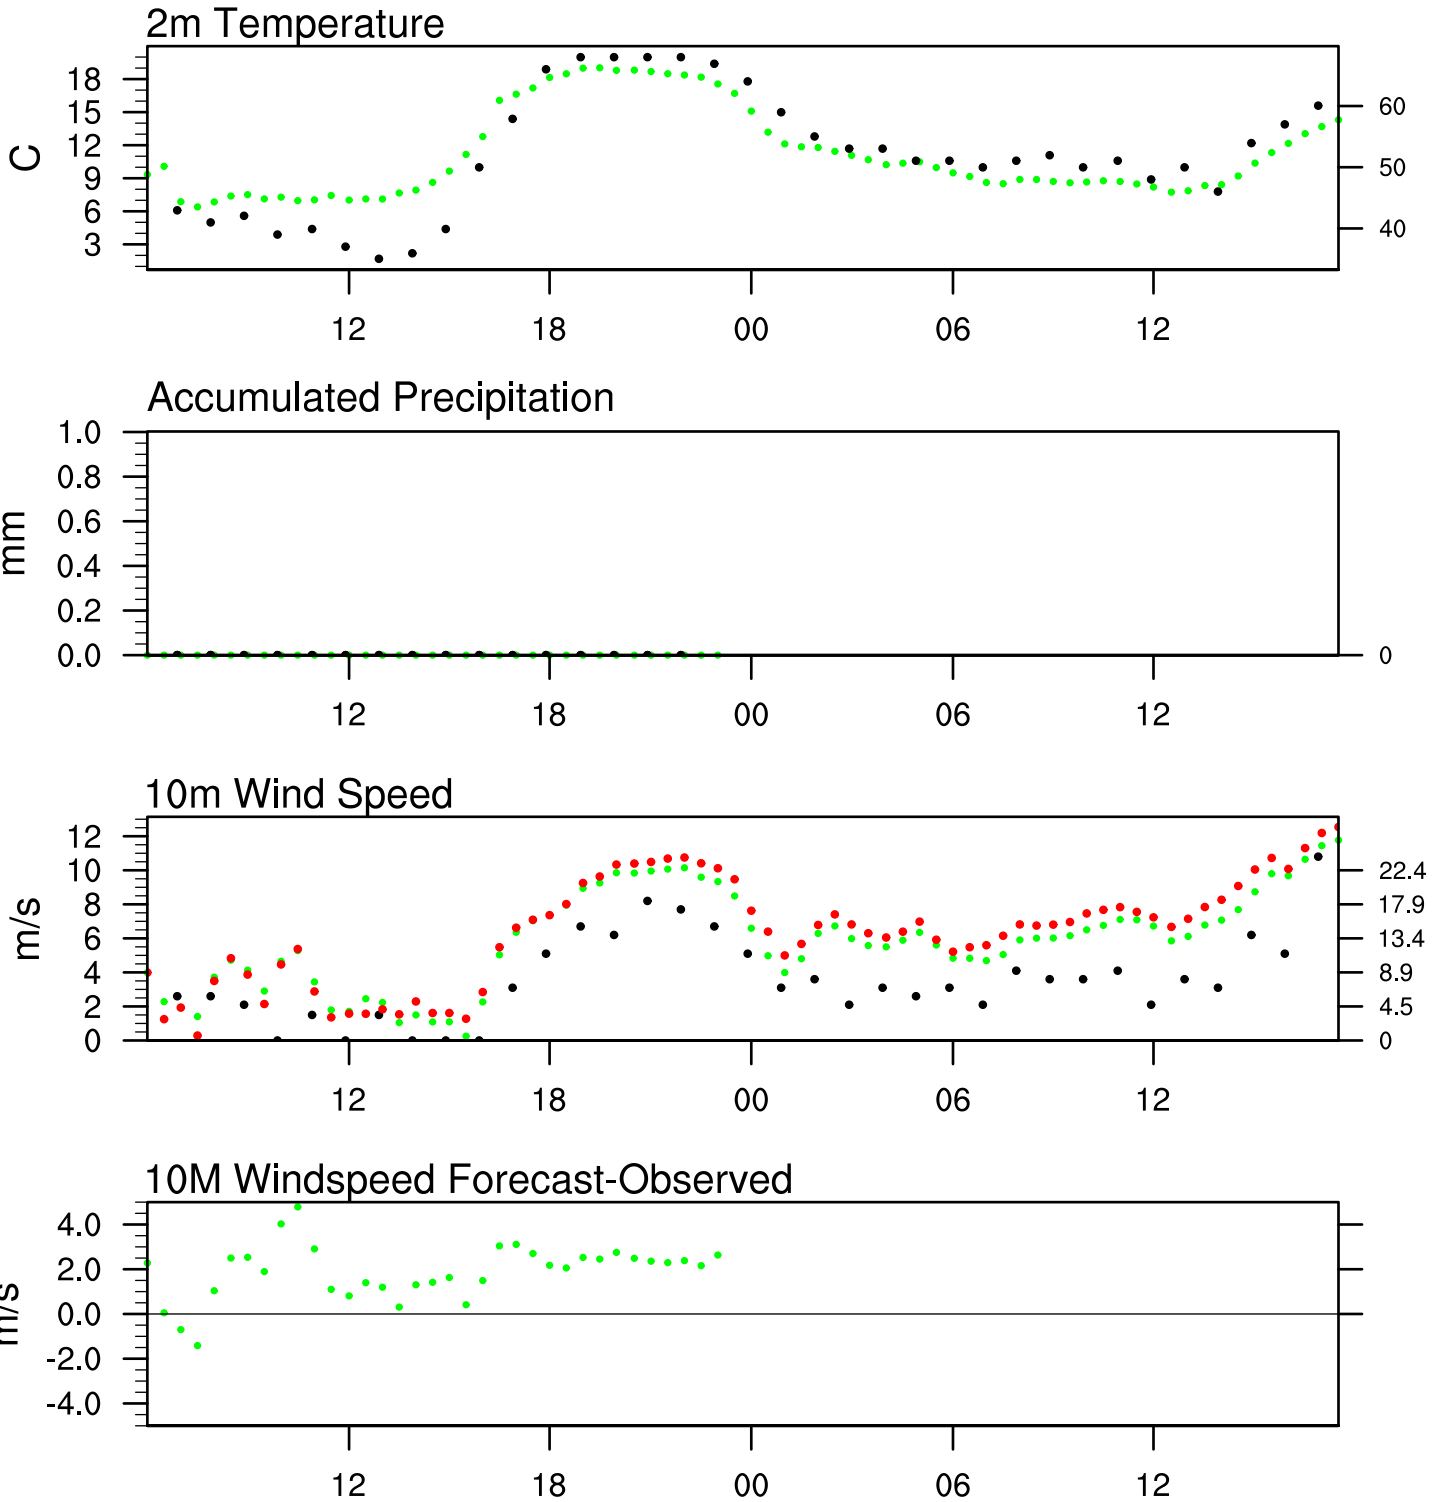 2m Temperature
18
15
12
9
6
3
C
60
50
40
12 18 00 06 12
Accumulated Precipitation
1.0
0.8
0.6
0.4
0.2
0.0
mm
0
12 18 00 06 12
10m Wind Speed
12
10
8
6
4
2
0
m/s
22.4
17.9
13.4
8.9
4.5
0
12 18 00 06 12
10M Windspeed Forecast-Observed
4.0
2.0
0.0
-2.0
-4.0
m/s
12 18 00 06 12